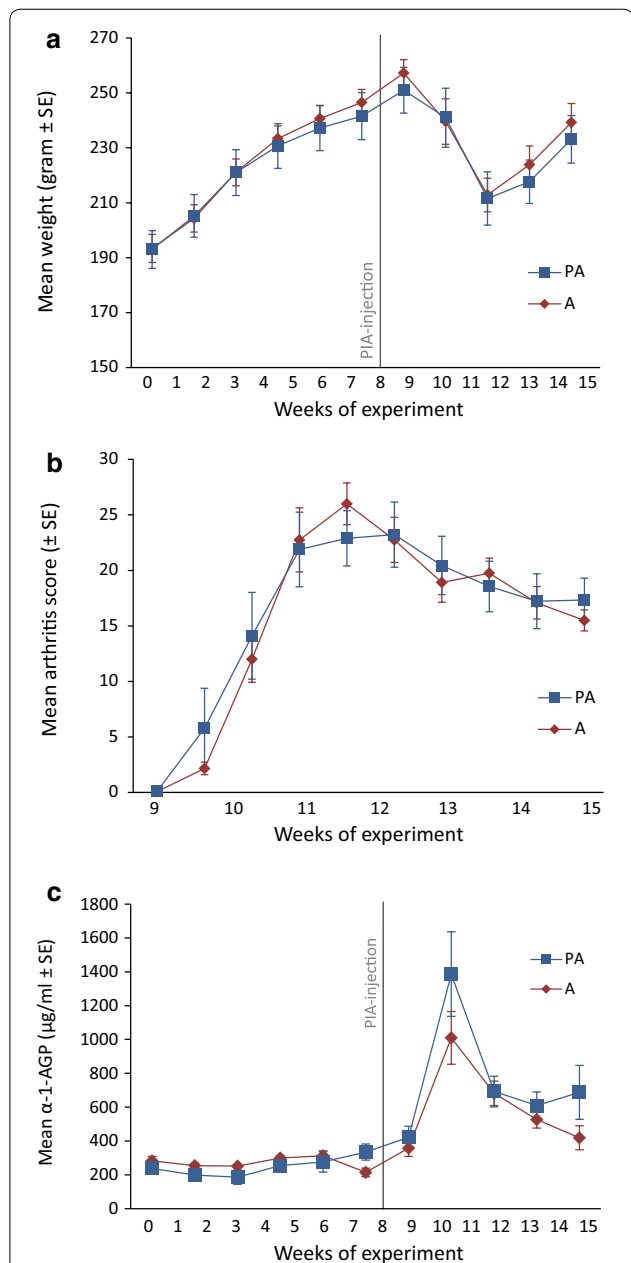 a
270
250
230
210
190
170
150
Mean weight (gram ± SE)
PIA-injection
PA
A
0 1 2 3 4 5 6 7 8 9 10 11 12 13 14 15
Weeks of experiment
b
30
25
20
15
10
5
0
Mean arthritis score (± SE)
PA
A
9 10 11 12 13 14 15
Weeks of experiment
c
1800
1600
1400
1200
1000
800
600
400
200
0
Mean α-1-AGP (µg/ml ± SE)
PIA-injection
PA
A
0 1 2 3 4 5 6 7 8 9 10 11 12 13 14 15
Weeks of experiment